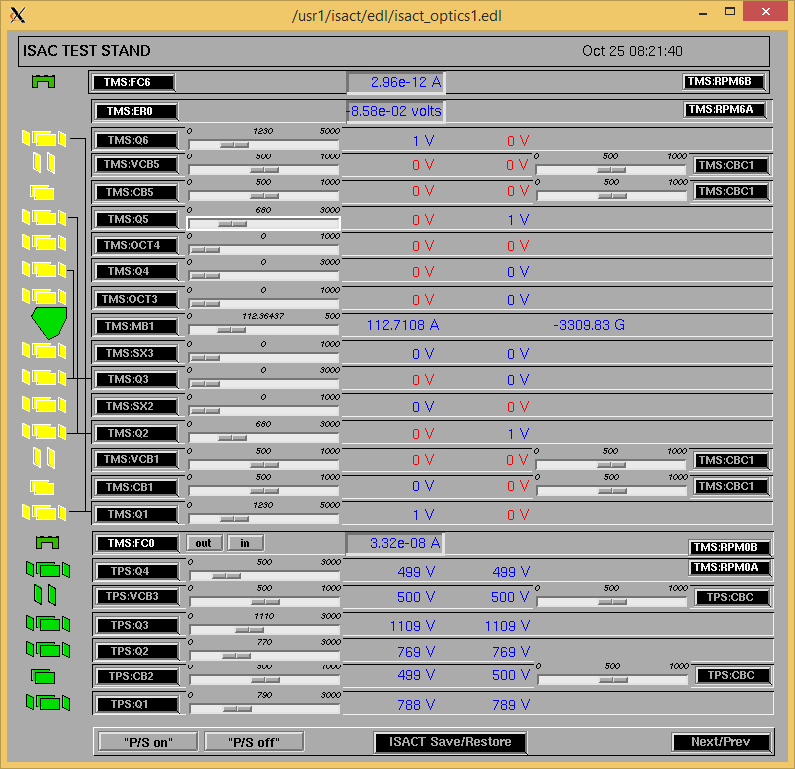 /usr1/isact/edl/isact_optics1.edl
ISAC TEST STAND Oct 25 08:21:40
TMS:FC6 2.96e-12 A TMS:RPM6B
TMS:ER0 -8.58e-02 volts TMS:RPM6A
TMS:Q6 0 1230 5000 1 V 0 V
TMS:VCB5 0 500 1000 0 V 0 V 0 500 1000 TMS:CBC1
TMS:CB5 0 500 1000 0 V 0 V 0 500 1000 TMS:CBC1
TMS:Q5 0 680 3000 0 V 1 V
TMS:OCT4 0 0 1000 0 V 0 V
TMS:Q4 0 0 3000 0 V 0 V
TMS:OCT3 0 0 1000 0 V 0 V
TMS:MB1 0 112.36437 500 112.7108 A -3309.83 G
TMS:SX3 0 0 1000 0 V 0 V
TMS:Q3 0 0 3000 0 V 0 V
TMS:SX2 0 0 3000 0 V 0 V
TMS:Q2 0 680 3000 0 V 1 V
TMS:VCB1 0 500 1000 0 V 0 V 0 500 1000 TMS:CBC1
TMS:CB1 0 500 1000 0 V 0 V 0 500 1000 TMS:CBC1
TMS:Q1 0 1230 5000 1 V 0 V
TMS:FC0 out in 3.32e-08 A TMS:RPM0B
TPS:Q4 0 500 3000 499 V 499 V TMS:RPM0A
TPS:VCB3 0 500 1000 500 V 500 V 0 500 1000 TPS:CBC
TPS:Q3 0 1110 3000 1109 V 1109 V
TPS:Q2 0 770 3000 769 V 769 V
TPS:CB2 0 500 1000 499 V 500 V 0 500 1000 TPS:CBC
TPS:Q1 0 790 3000 788 V 789 V
"P/S on" "P/S off" ISACT Save/Restore Next/Prev